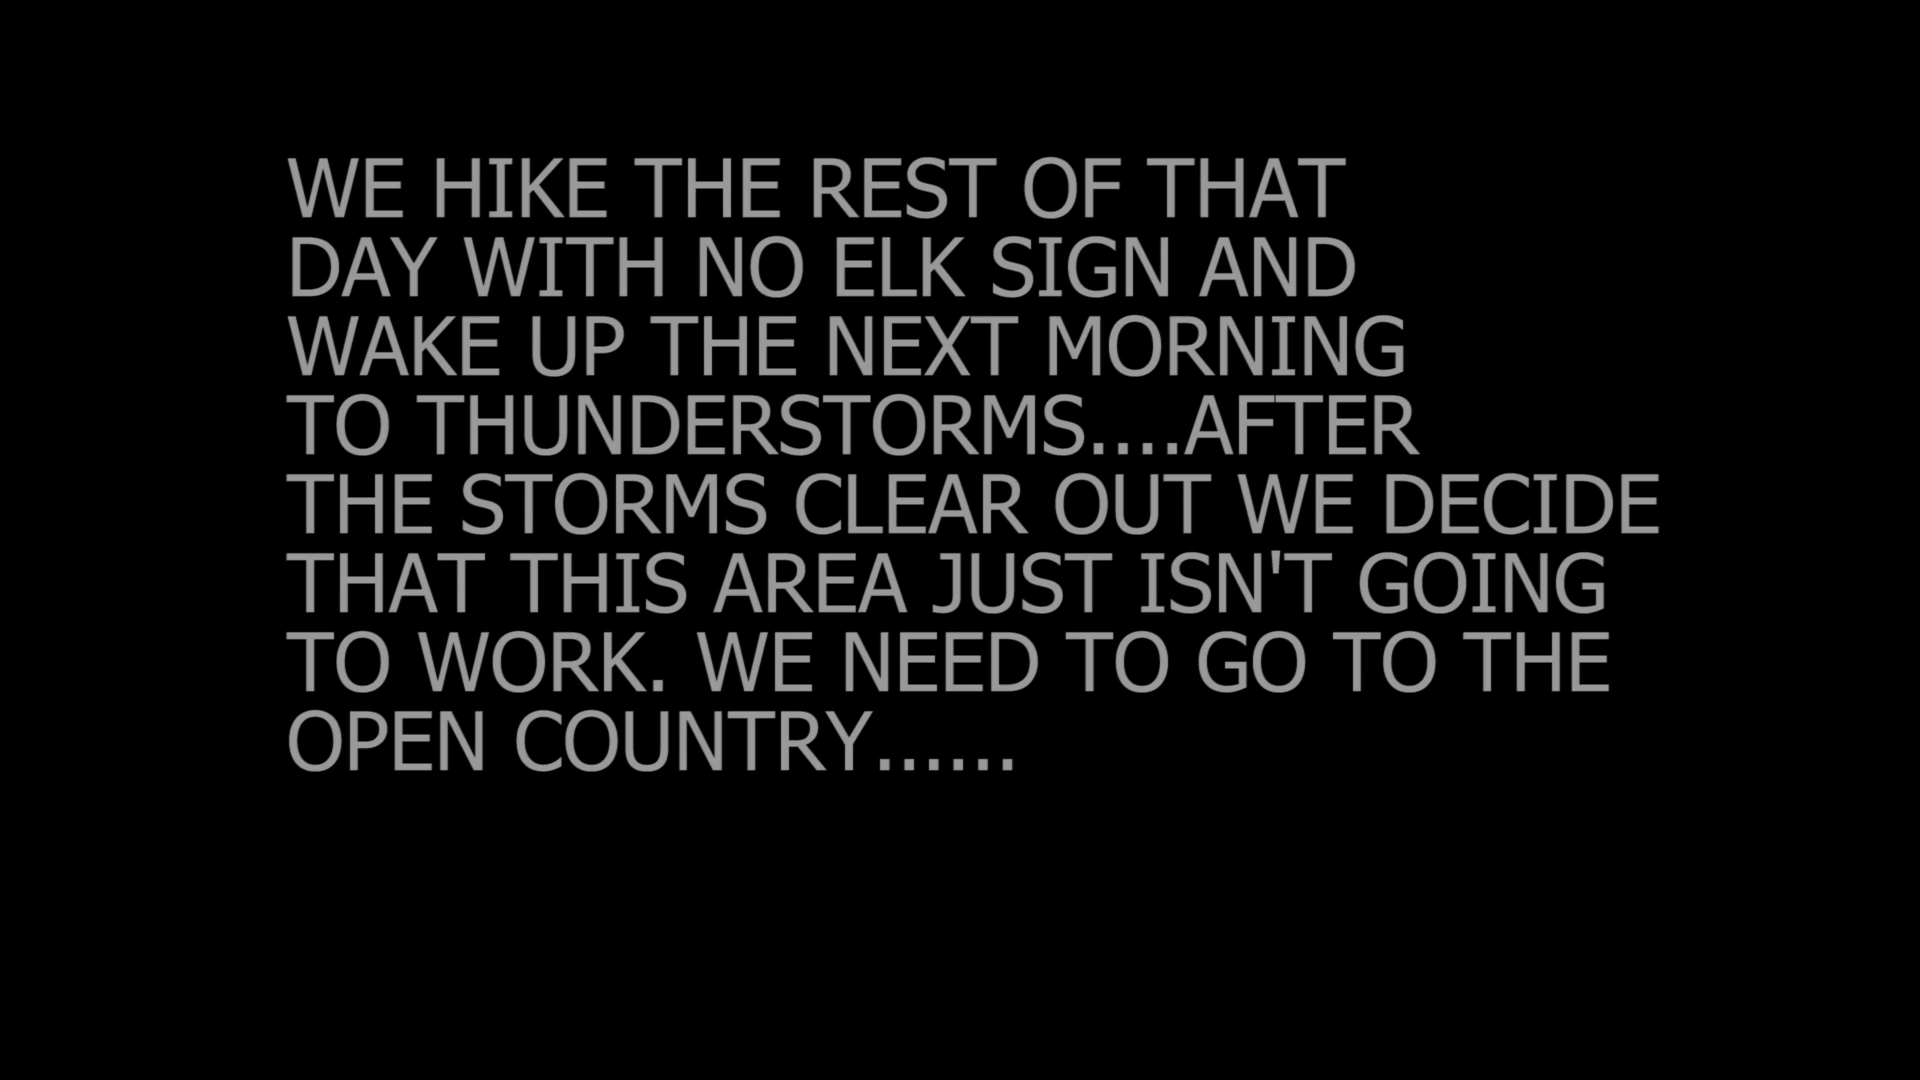 WE HIKE THE REST OF THAT
DAY WITH NO ELK SIGN AND
WAKE UP THE NEXT MORNING
TO THUNDERSTORMS....AFTER
THE STORMS CLEAR OUT WE DECIDE
THAT THIS AREA JUST ISN'T GOING
TO WORK. WE NEED TO GO TO THE
OPEN COUNTRY......